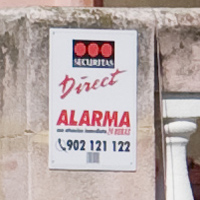 SECURITAS
Direct
ALARMA
con atención inmediata 24 HORAS
902 121 122